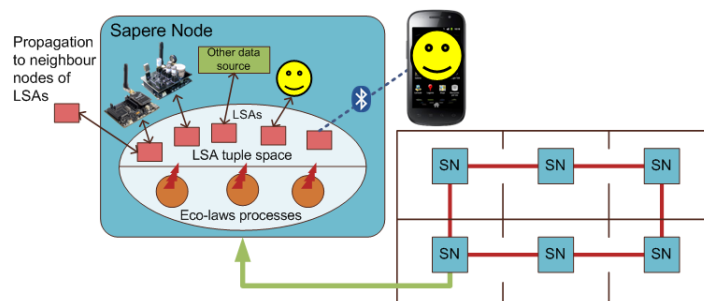 Sapere Node
Propagation
to neighbour
nodes of
LSAs
Other data
source
LSAs
LSA tuple space
Eco-laws processes
SN
SN
SN
SN
SN
SN